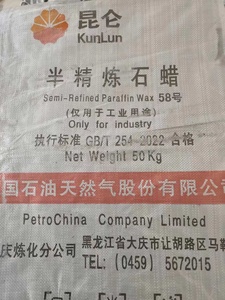 昆仑
KunLun
半精炼石蜡
Semi-Refined Paraffin Wax 58号
(仅用于工业用途)
Only for industry
执行标准 GB/T 254-2022 合格
Net Weight 50Kg
国石油天然气股份有限公司
PetroChina Company Limited
庆炼化分公司 黑龙江省大庆市让胡路区马鞍
TEL: (0459) 5672015